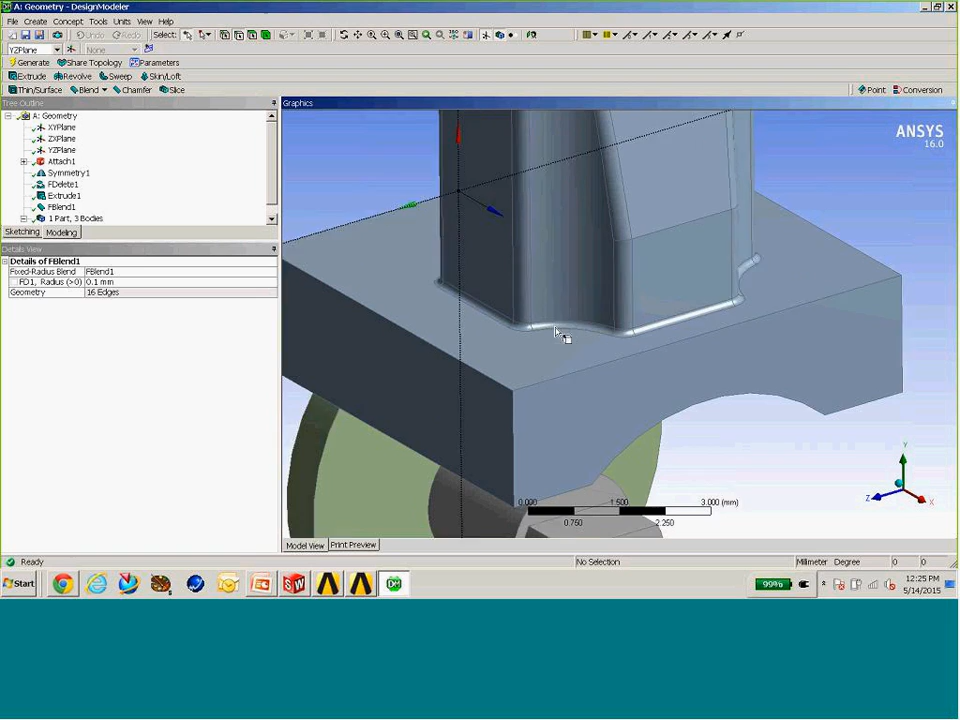 A: Geometry - DesignModeler
File Create Concept Tools Units View Help
Undo Redo Select:
YZPlane None
Generate Share Topology Parameters
Extrude Revolve Sweep Skin/Loft
Thin/Surface Blend Chamfer Slice Point Conversion
Tree Outline
A: Geometry
XYPlane
ZXPlane
YZPlane
Attach1
Symmetry1
FDelete1
Extrude1
FBlend1
1 Part, 3 Bodies
Sketching Modeling
Details View
Details of FBlend1
Fixed-Radius Blend FBlend1
FD1, Radius (>0) 0.1 mm
Geometry 16 Edges
Graphics
ANSYS
16.0
0.000 1.500 3.000 (mm)
0.750 2.250
Y
Z
X
Model View Print Preview
Ready No Selection Millimeter Degree 0 0
Start 99% 12:25 PM
5/14/2015